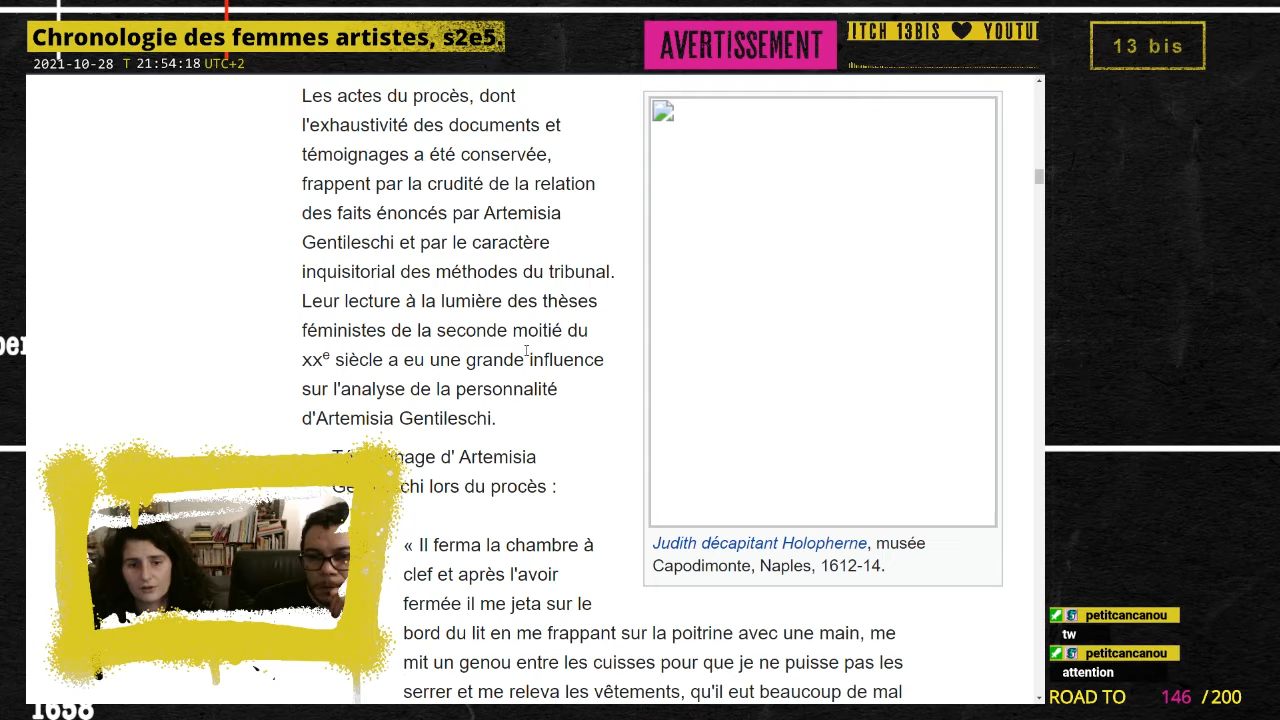 Chronologie des femmes artistes, s2e5
2021-10-28 T 21:54:18 UTC+2
AVERTISSEMENT
ITCH 13BIS ♥ YOUTU
13 bis
Les actes du procès, dont
l'exhaustivité des documents et
témoignages a été conservée,
frappent par la crudité de la relation
des faits énoncés par Artemisia
Gentileschi et par le caractère
inquisitorial des méthodes du tribunal.
Leur lecture à la lumière des thèses
féministes de la seconde moitié du
xxe siècle a eu une grande influence
sur l'analyse de la personnalité
d'Artemisia Gentileschi.
nage d' Artemisia
chi lors du procès :
« Il ferma la chambre à
clef et après l'avoir
fermée il me jeta sur le
bord du lit en me frappant sur la poitrine avec une main, me
mit un genou entre les cuisses pour que je ne puisse pas les
serrer et me releva les vêtements, qu'il eut beaucoup de mal
Judith décapitant Holopherne, musée
Capodimonte, Naples, 1612-14.
petitcancanou
tw
petitcancanou
attention
ROAD TO 146 / 200
1658